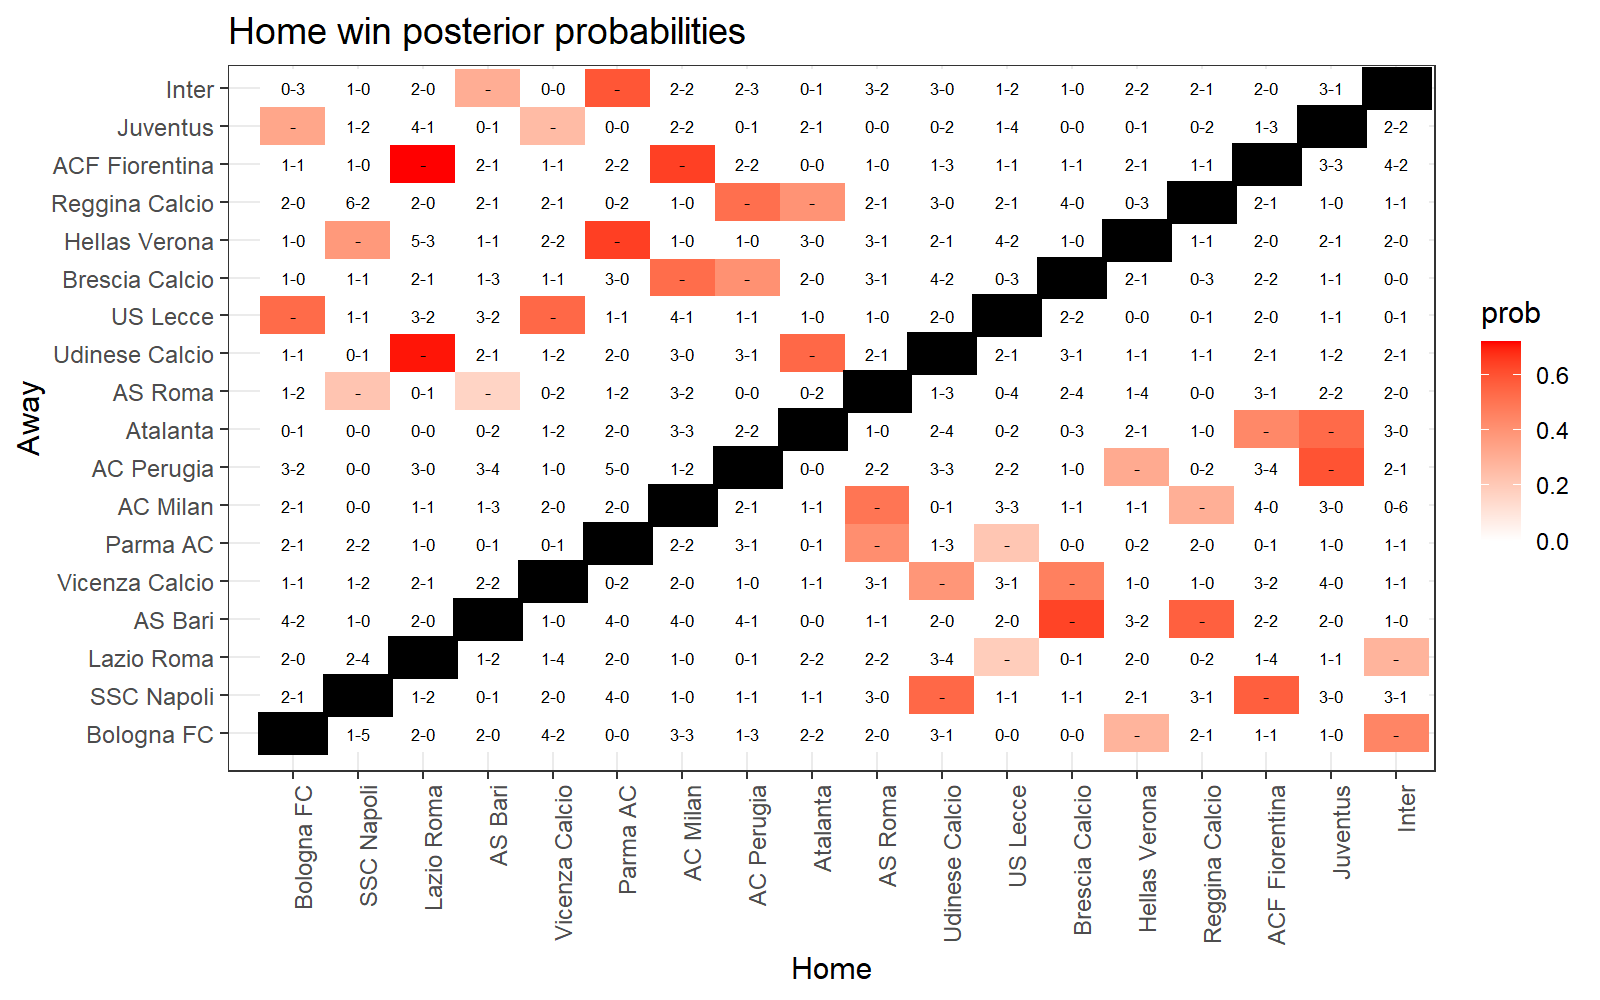 Home win posterior probabilities
Away
Inter 0-3 1-0 2-0 - 0-0 - 2-2 2-3 0-1 3-2 3-0 1-2 1-0 2-2 2-1 2-0 3-1
Juventus - 1-2 4-1 0-1 - 0-0 2-2 0-1 2-1 0-0 0-2 1-4 0-0 0-1 0-2 1-3 2-2
ACF Fiorentina 1-1 1-0 - 2-1 1-1 2-2 - 2-2 0-0 1-0 1-3 1-1 1-1 2-1 1-1 3-3 4-2
Reggina Calcio 2-0 6-2 2-0 2-1 2-1 0-2 1-0 - - 2-1 3-0 2-1 4-0 0-3 2-1 1-0 1-1
Hellas Verona 1-0 - 5-3 1-1 2-2 - 1-0 1-0 3-0 3-1 2-1 4-2 1-0 1-1 2-0 2-1 2-0
Brescia Calcio 1-0 1-1 2-1 1-3 1-1 3-0 - - 2-0 3-1 4-2 0-3 2-1 0-3 2-2 1-1 0-0
US Lecce - 1-1 3-2 3-2 - 1-1 4-1 1-1 1-0 1-0 2-0 2-2 0-0 0-1 2-0 1-1 0-1
Udinese Calcio 1-1 0-1 - 2-1 1-2 2-0 3-0 3-1 - 2-1 2-1 3-1 1-1 1-1 2-1 1-2 2-1
AS Roma 1-2 - 0-1 - 0-2 1-2 3-2 0-0 0-2 1-3 0-4 2-4 1-4 0-0 3-1 2-2 2-0
Atalanta 0-1 0-0 0-0 0-2 1-2 2-0 3-3 2-2 1-0 2-4 0-2 0-3 2-1 1-0 - - 3-0
AC Perugia 3-2 0-0 3-0 3-4 1-0 5-0 1-2 0-0 2-2 3-3 2-2 1-0 - 0-2 3-4 - 2-1
AC Milan 2-1 0-0 1-1 1-3 2-0 2-0 2-1 1-1 - 0-1 3-3 1-1 1-1 - 4-0 3-0 0-6
Parma AC 2-1 2-2 1-0 0-1 0-1 2-2 3-1 0-1 - 1-3 - 0-0 0-2 2-0 0-1 1-0 1-1
Vicenza Calcio 1-1 1-2 2-1 2-2 0-2 2-0 1-0 1-1 3-1 - 3-1 - 1-0 1-0 3-2 4-0 1-1
AS Bari 4-2 1-0 2-0 1-0 4-0 4-0 4-1 0-0 1-1 2-0 2-0 - 3-2 - 2-2 2-0 1-0
Lazio Roma 2-0 2-4 1-2 1-4 2-0 1-0 0-1 2-2 2-2 3-4 - 0-1 2-0 0-2 1-4 1-1 -
SSC Napoli 2-1 1-2 0-1 2-0 4-0 1-0 1-1 1-1 3-0 - 1-1 1-1 2-1 3-1 - 3-0 3-1
Bologna FC 1-5 2-0 2-0 4-2 0-0 3-3 1-3 2-2 2-0 3-1 0-0 0-0 - 2-1 1-1 1-0 -
Bologna FC
SSC Napoli
Lazio Roma
AS Bari
Vicenza Calcio
Parma AC
AC Milan
AC Perugia
Atalanta
AS Roma
Udinese Calcio
US Lecce
Brescia Calcio
Hellas Verona
Reggina Calcio
ACF Fiorentina
Juventus
Inter
Home
prob
0.6
0.4
0.2
0.0